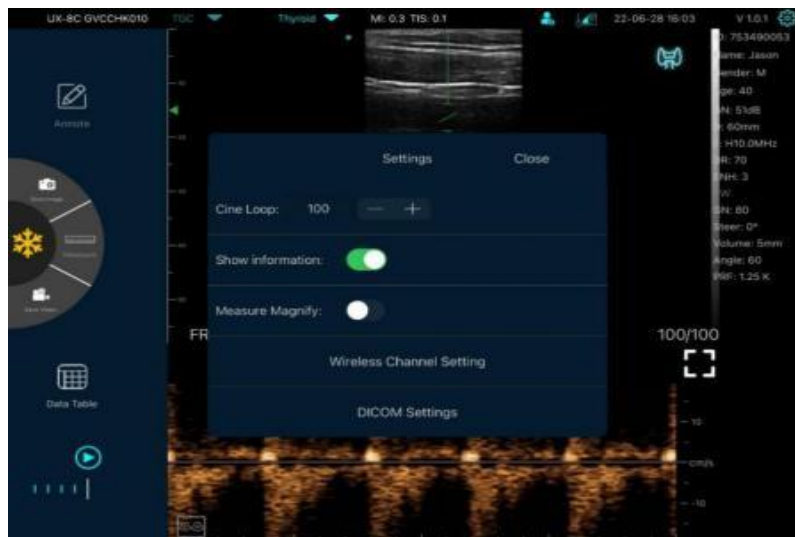 UX-8C GVCCHK010 TGC Thyroid MI: 0.3 TIS: 0.1 22-06-28 16:03 V 1.0.1
: 753490053
ame: Jason
ender: M
ge: 40
N: 51dB
: 60mm
: H10.0MHz
R: 70
NH: 3
W:
GN: 80
Steer: 0°
Volume: 5mm
Angle: 60
PRF: 1.25 K
Annote
Settings Close
Cine Loop: 100 — +
Show information:
Measure Magnify:
Wireless Channel Setting
DICOM Settings
FR
100/100
Data Table
10
cm/s
-10